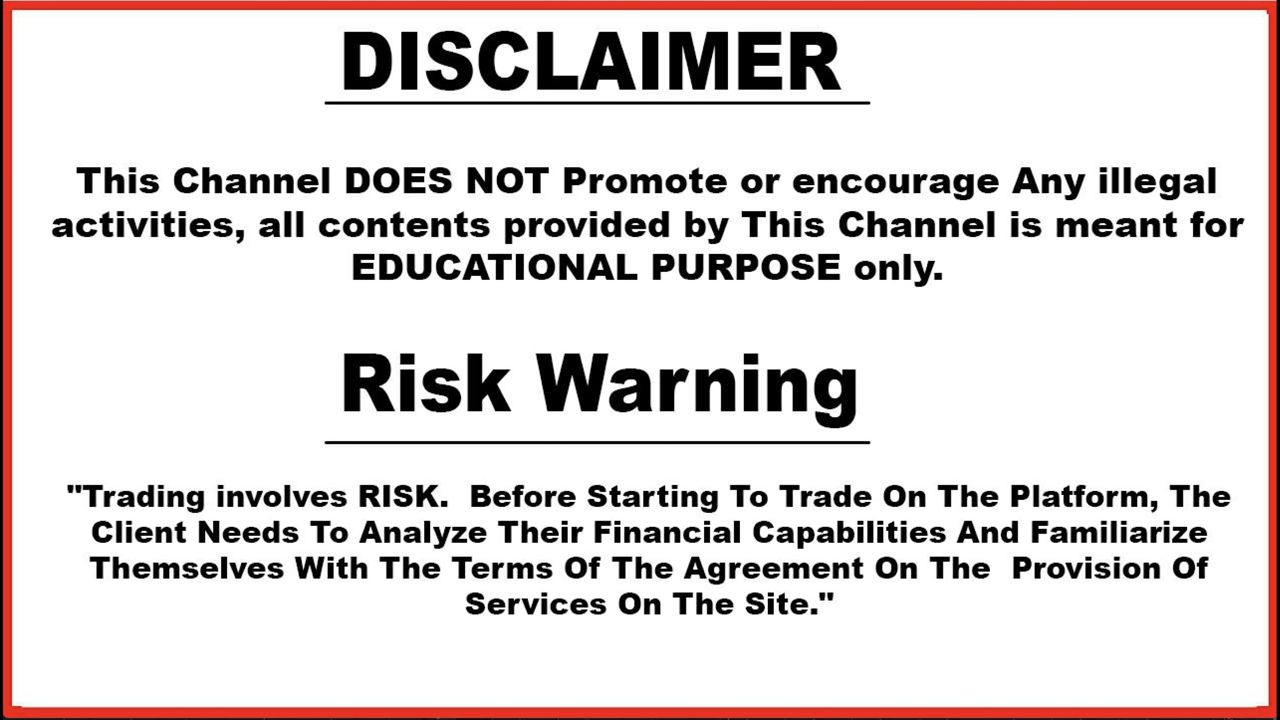 DISCLAIMER
This Channel DOES NOT Promote or encourage Any illegal
activities, all contents provided by This Channel is meant for
EDUCATIONAL PURPOSE only.
Risk Warning
"Trading involves RISK.  Before Starting To Trade On The Platform, The
Client Needs To Analyze Their Financial Capabilities And Familiarize
Themselves With The Terms Of The Agreement On The  Provision Of
Services On The Site."